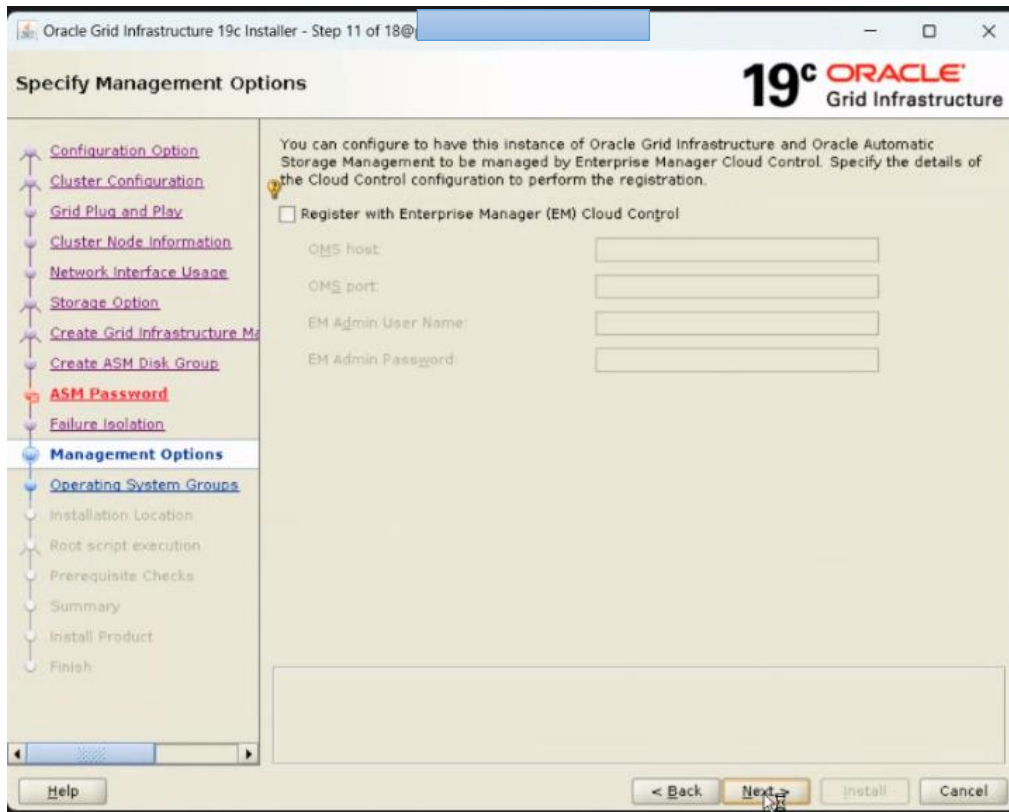 Oracle Grid Infrastructure 19c Installer - Step 11 of 18@
Specify Management Options
19c ORACLE
Grid Infrastructure
Configuration Option
Cluster Configuration
Grid Plug and Play
Cluster Node Information
Network Interface Usage
Storage Option
Create Grid Infrastructure Ma
Create ASM Disk Group
ASM Password
Failure Isolation
Management Options
Operating System Groups
Installation Location
Root script execution
Prerequisite Checks
Summary
Install Product
Finish
You can configure to have this instance of Oracle Grid Infrastructure and Oracle Automatic
Storage Management to be managed by Enterprise Manager Cloud Control. Specify the details of
the Cloud Control configuration to perform the registration.
Register with Enterprise Manager (EM) Cloud Control
OMS host:
OMS port:
EM Admin User Name:
EM Admin Password:
Help
< Back
Next >
Install
Cancel